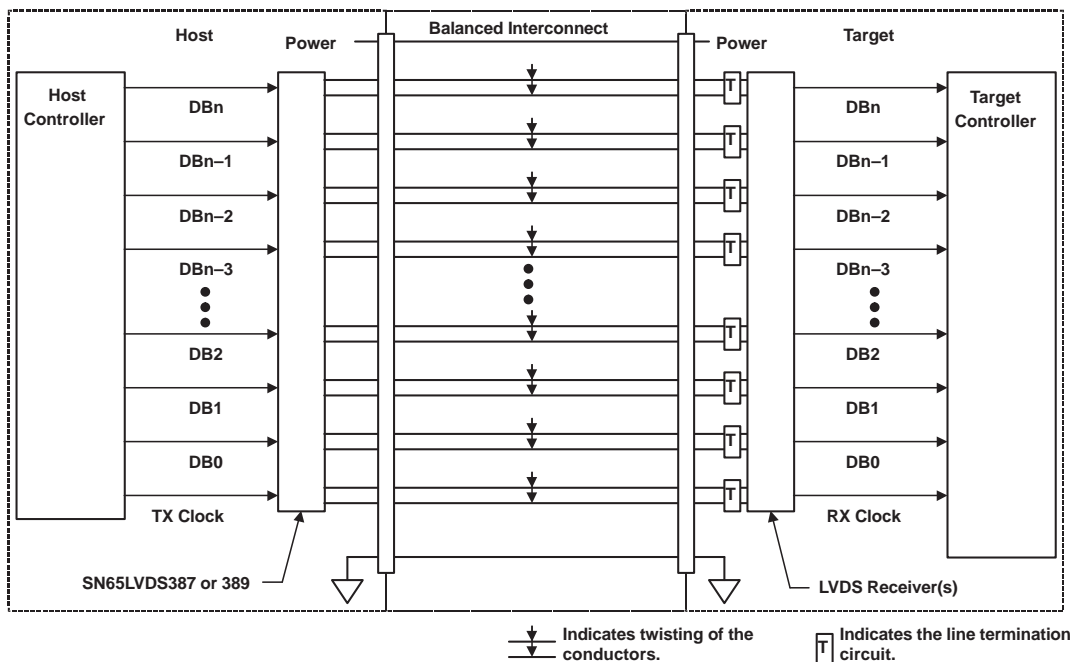 Host
Power
Balanced Interconnect
Power
Target
Host
Controller
Target
Controller
DBn
DBn–1
DBn–2
DBn–3
DB2
DB1
DB0
TX Clock
T
T
T
T
T
T
T
T
DBn
DBn–1
DBn–2
DBn–3
DB2
DB1
DB0
RX Clock
SN65LVDS387 or 389
LVDS Receiver(s)
Indicates twisting of the
conductors.
T
Indicates the line termination
circuit.